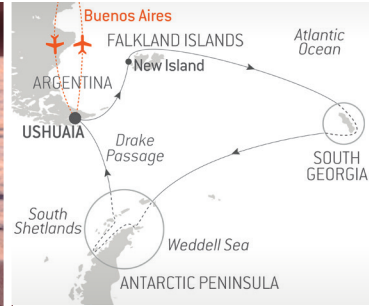 Buenos Aires
FALKLAND ISLANDS
Atlantic
Ocean
New Island
ARGENTINA
USHUAIA
Drake
Passage
SOUTH
GEORGIA
South
Shetlands
Weddell Sea
ANTARCTIC PENINSULA